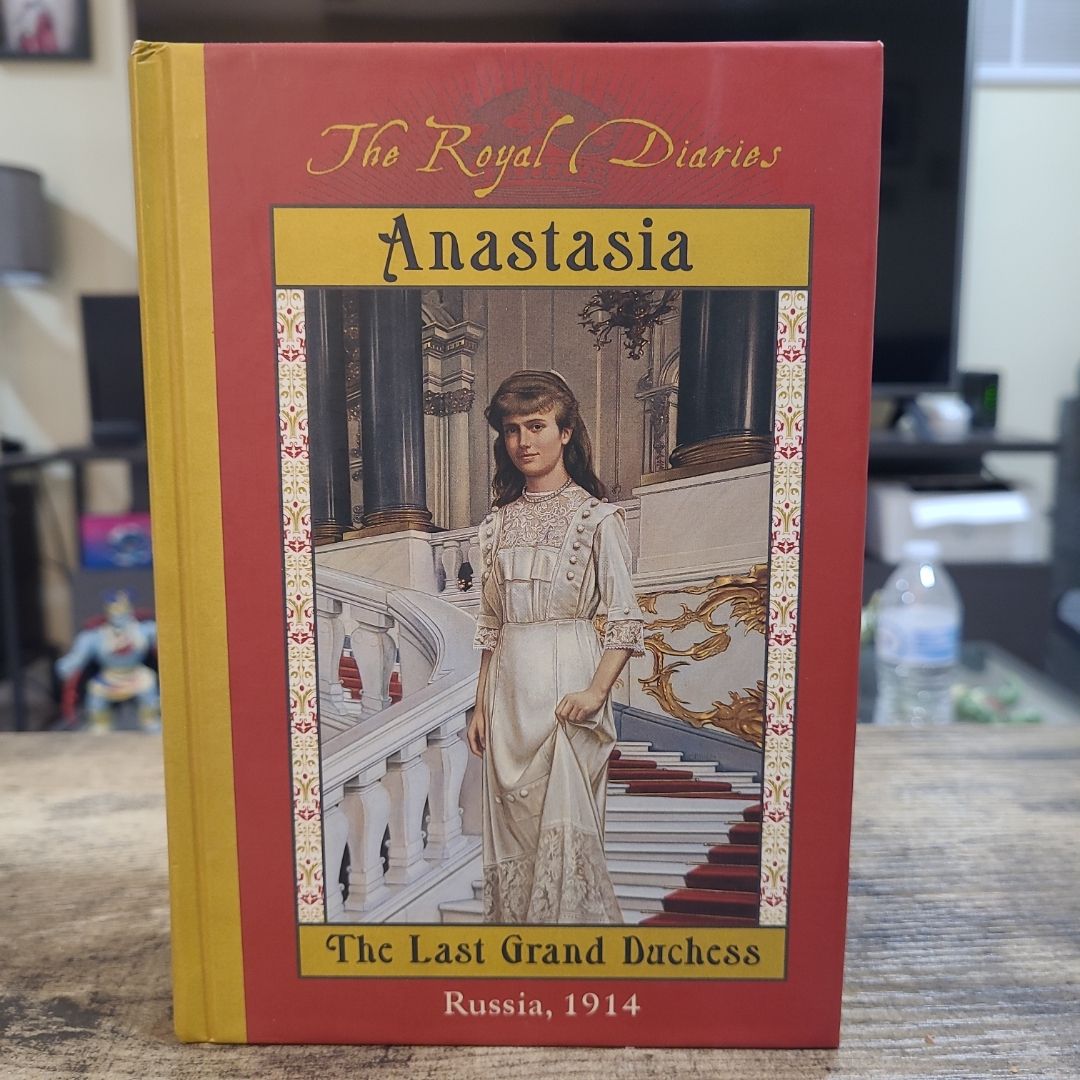 The Royal Diaries
Anastasia
The Last Grand Duchess
Russia, 1914